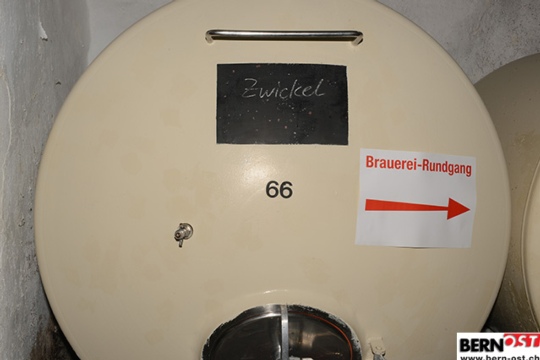 Zwickel
66
Brauerei-Rundgang
BERNOST
www.bern-ost.ch